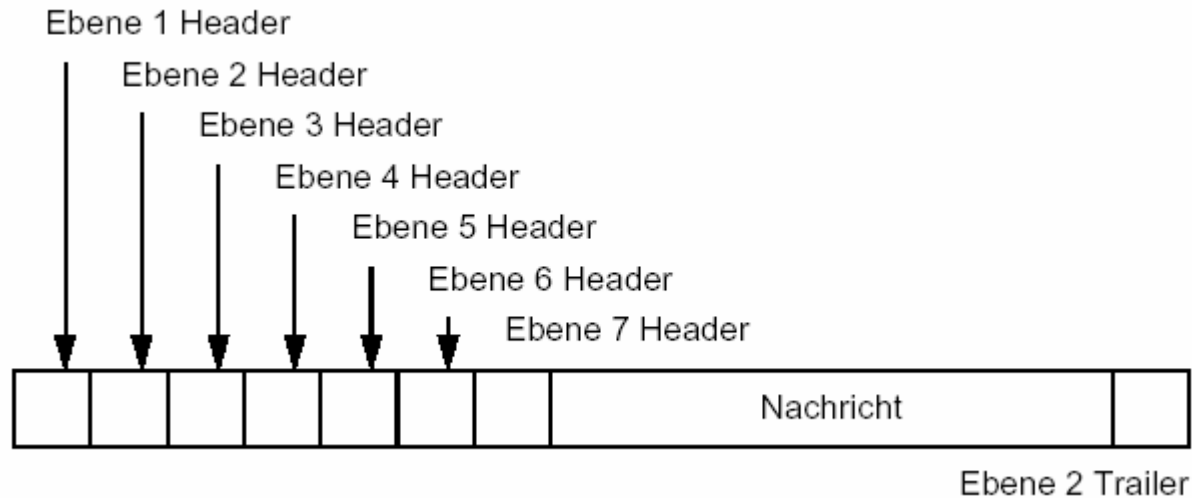 Ebene 1 Header
Ebene 2 Header
Ebene 3 Header
Ebene 4 Header
Ebene 5 Header
Ebene 6 Header
Ebene 7 Header
Nachricht
Ebene 2 Trailer